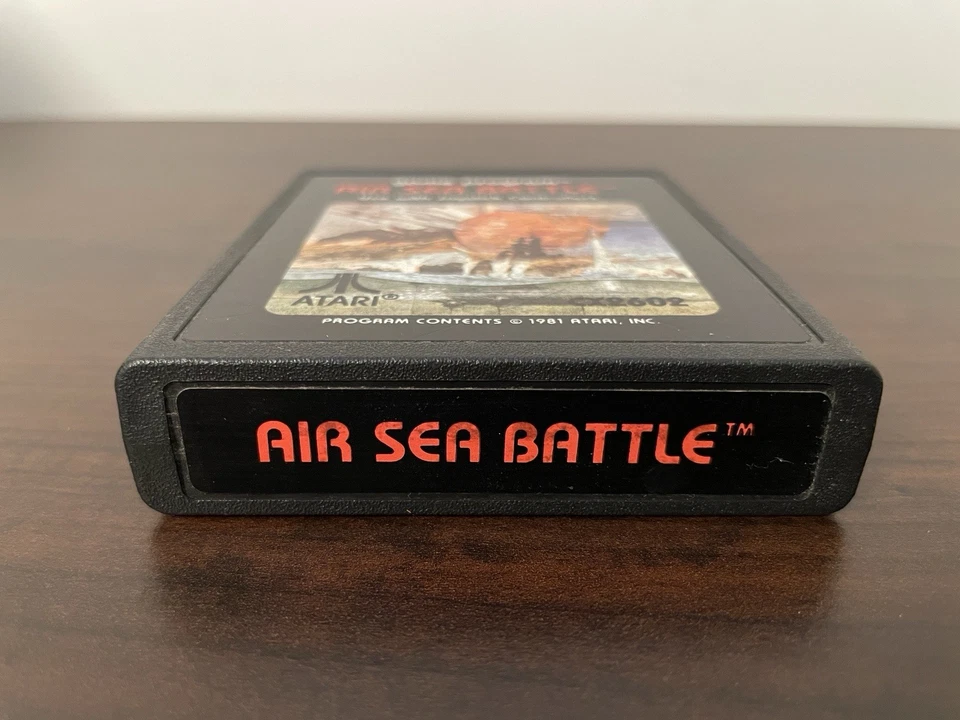 AIR SEA BATTLE
ATARI®
CX2602
PROGRAM CONTENTS © 1981 ATARI, INC.
AIR SEA BATTLE™